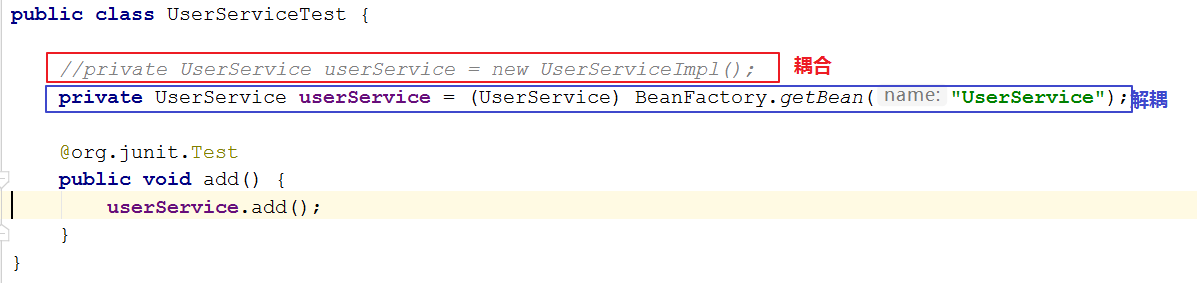 public class UserServiceTest {
//private UserService userService = new UserServiceImpl(); 耦合
private UserService userService = (UserService) BeanFactory.getBean( name: "UserService"); 解耦
@org.junit.Test
public void add() {
userService.add();
}
}